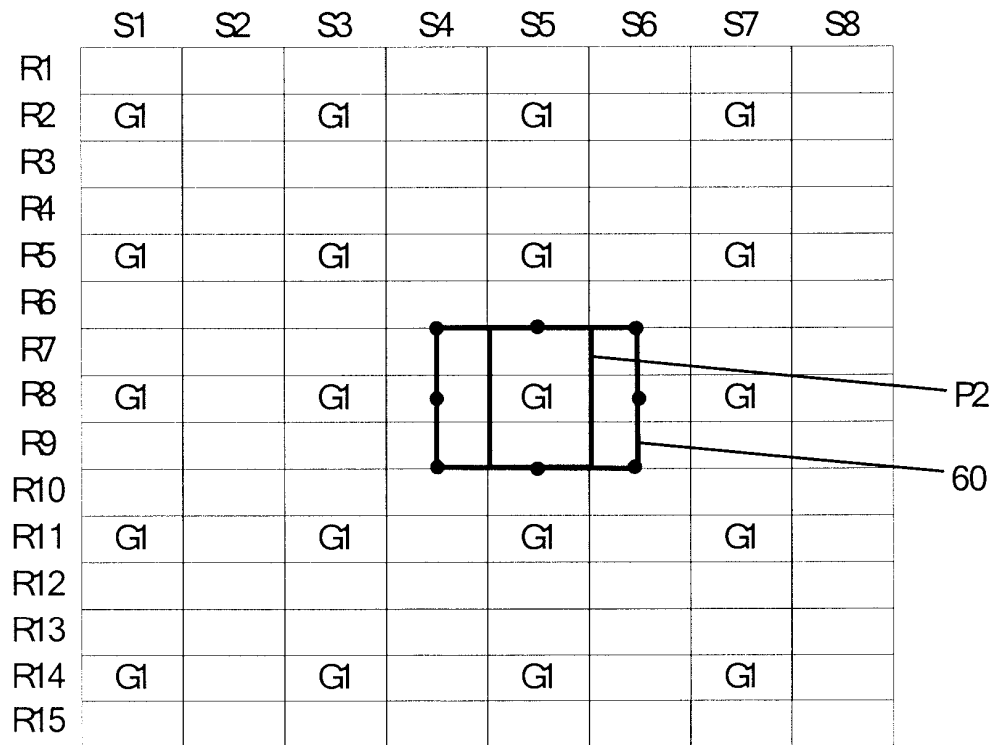 S1 S2 S3 S4 S5 S6 S7 S8
R1
R2 G1 G1 G1 G1
R3
R4
R5 G1 G1 G1 G1
R6
R7
R8 G1 G1 G1 G1 P2
R9
R10 60
R11 G1 G1 G1 G1
R12
R13
R14 G1 G1 G1 G1
R15